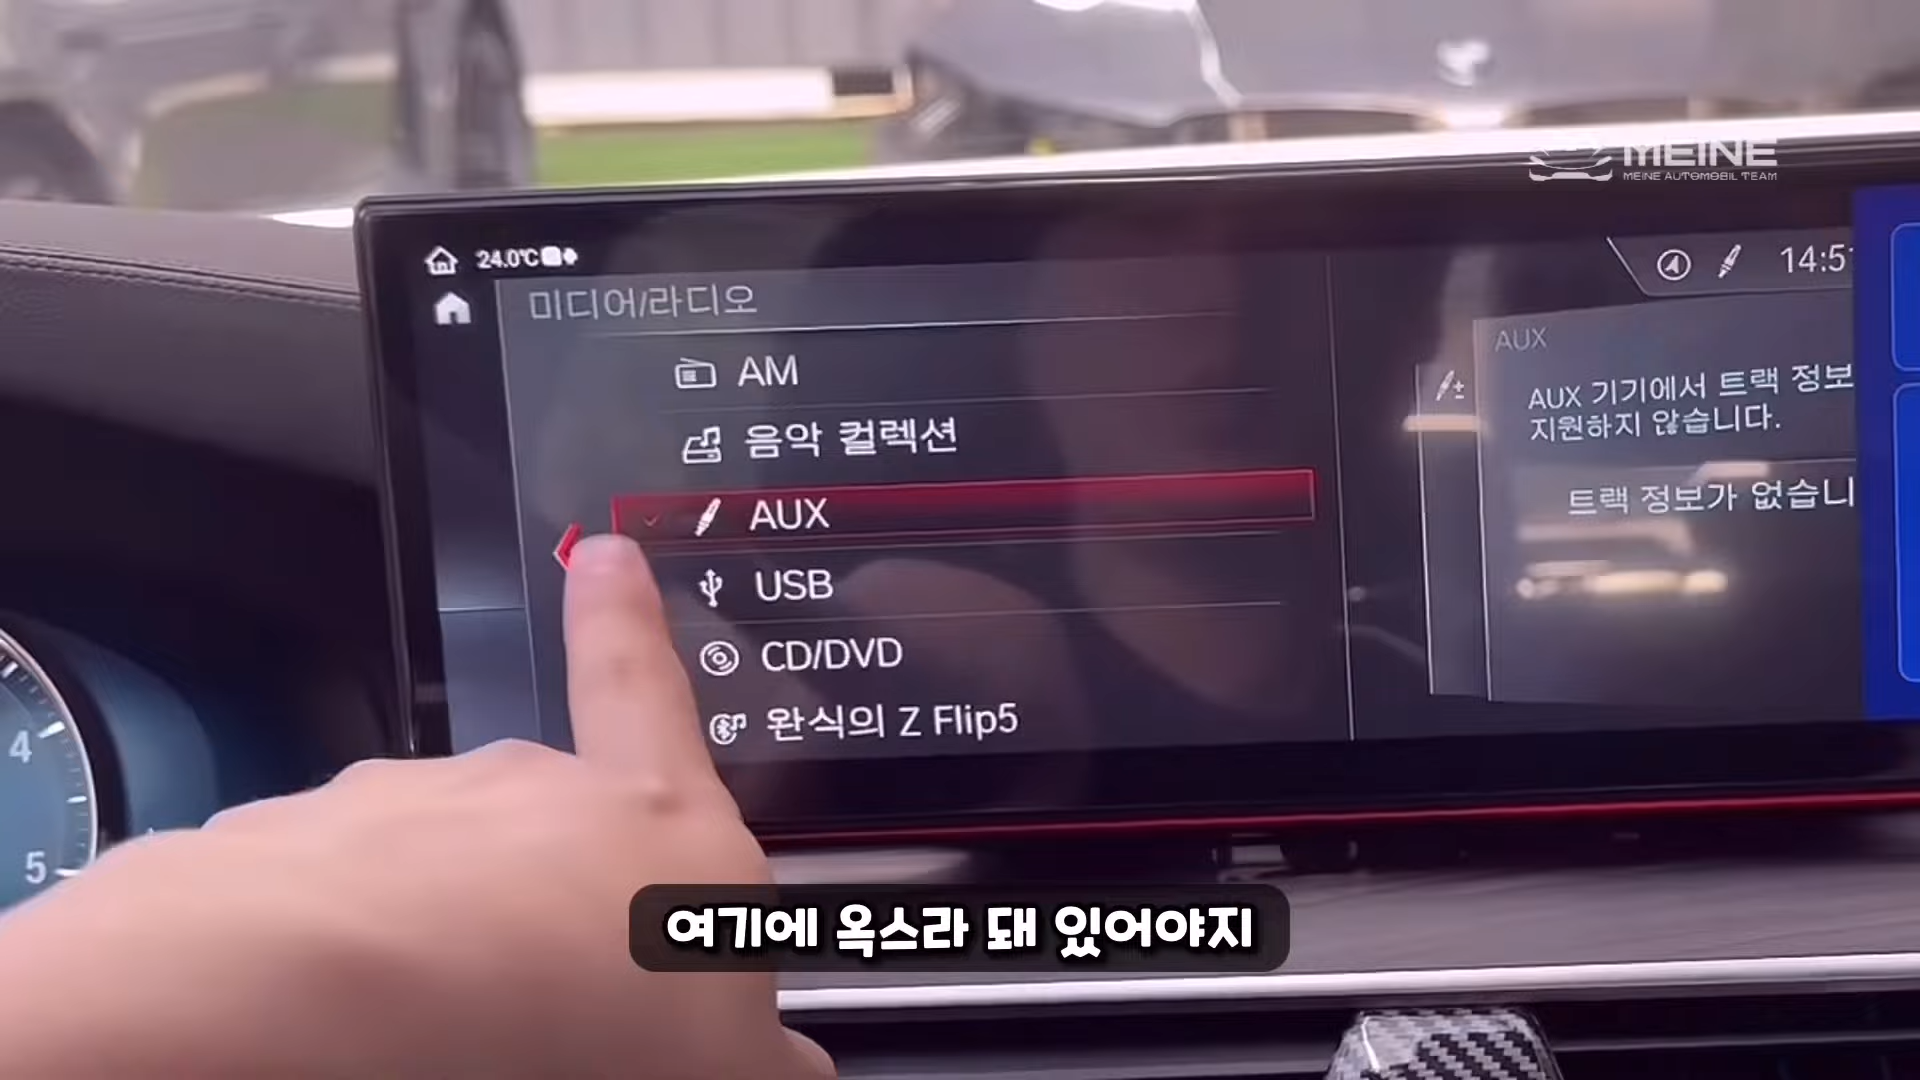 MEINE
MEINE AUTOMOBIL TEAM
24.0℃
14:51
미디어/라디오
AM
음악 컬렉션
AUX
USB
CD/DVD
완식의 Z Flip5
AUX
AUX 기기에서 트랙 정보
지원하지 않습니다.
트랙 정보가 없습니
4
5
여기에 옥스라 돼 있어야지